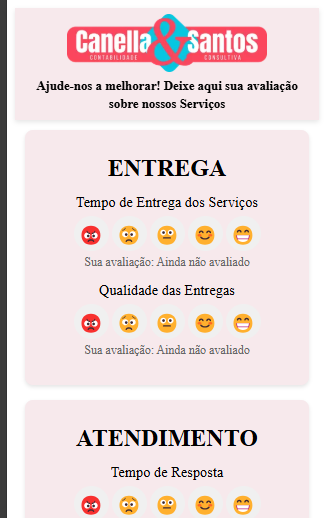 Canella & Santos
CONTABILIDADE CONSULTIVA
Ajude-nos a melhorar! Deixe aqui sua avaliação
sobre nossos Serviços
ENTREGA
Tempo de Entrega dos Serviços
Sua avaliação: Ainda não avaliado
Qualidade das Entregas
Sua avaliação: Ainda não avaliado
ATENDIMENTO
Tempo de Resposta